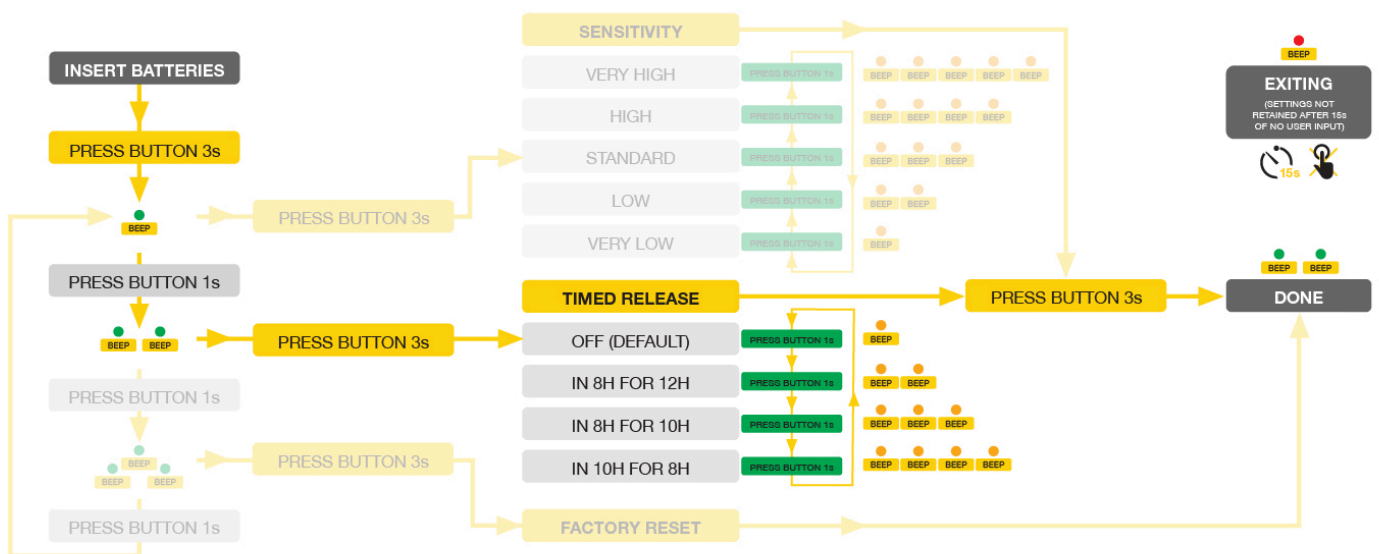 INSERT BATTERIES
PRESS BUTTON 3s
BEEP
PRESS BUTTON 3s
PRESS BUTTON 1s
BEEP BEEP
PRESS BUTTON 3s
PRESS BUTTON 1s
BEEP
BEEP BEEP
PRESS BUTTON 3s
PRESS BUTTON 1s
SENSITIVITY
VERY HIGH PRESS BUTTON 1s BEEP BEEP BEEP BEEP BEEP
HIGH PRESS BUTTON 1s BEEP BEEP BEEP BEEP
STANDARD PRESS BUTTON 1s BEEP BEEP BEEP
LOW PRESS BUTTON 1s BEEP BEEP
VERY LOW PRESS BUTTON 1s BEEP
TIMED RELEASE
PRESS BUTTON 3s
OFF (DEFAULT) PRESS BUTTON 1s BEEP
IN 8H FOR 12H PRESS BUTTON 1s BEEP BEEP
IN 8H FOR 10H PRESS BUTTON 1s BEEP BEEP BEEP
IN 10H FOR 8H PRESS BUTTON 1s BEEP BEEP BEEP BEEP
FACTORY RESET
BEEP
EXITING
(SETTINGS NOT
RETAINED AFTER 15s
OF NO USER INPUT)
15s
BEEP BEEP
DONE